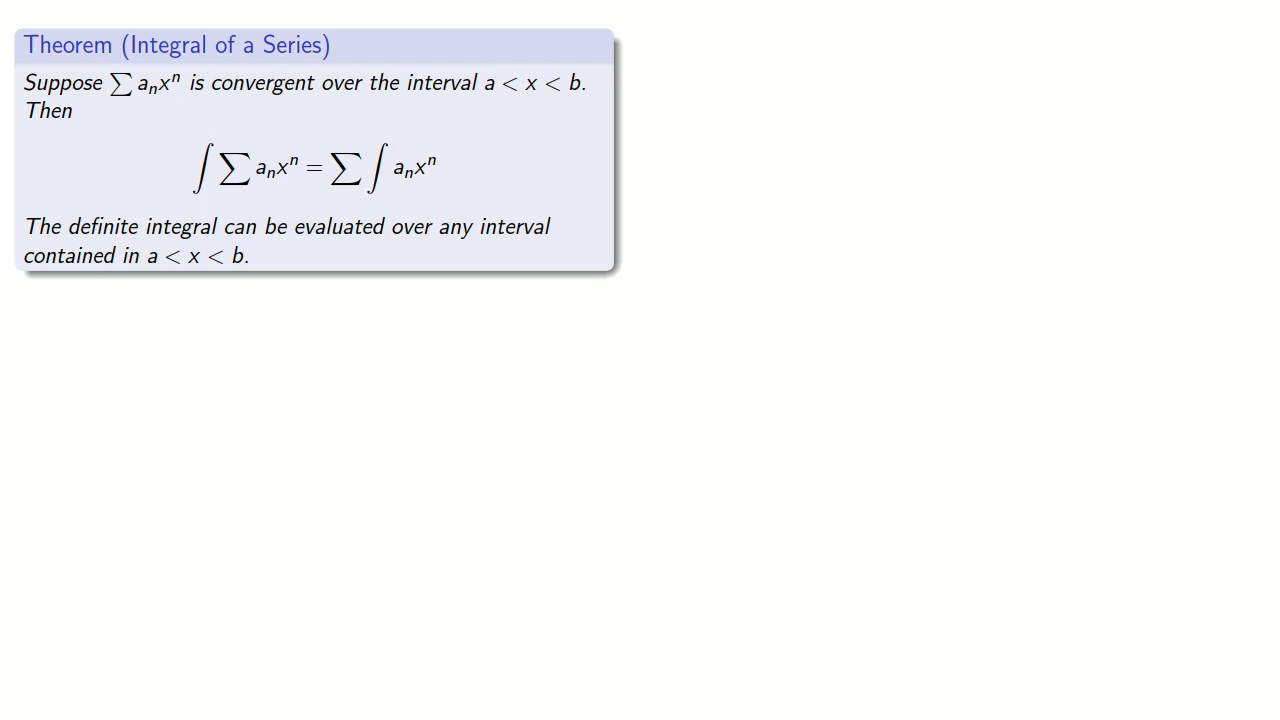 Theorem (Integral of a Series)
Suppose ∑ aₙxⁿ is convergent over the interval a < x < b.
Then
∫ ∑ aₙxⁿ = ∑ ∫ aₙxⁿ
The definite integral can be evaluated over any interval
contained in a < x < b.